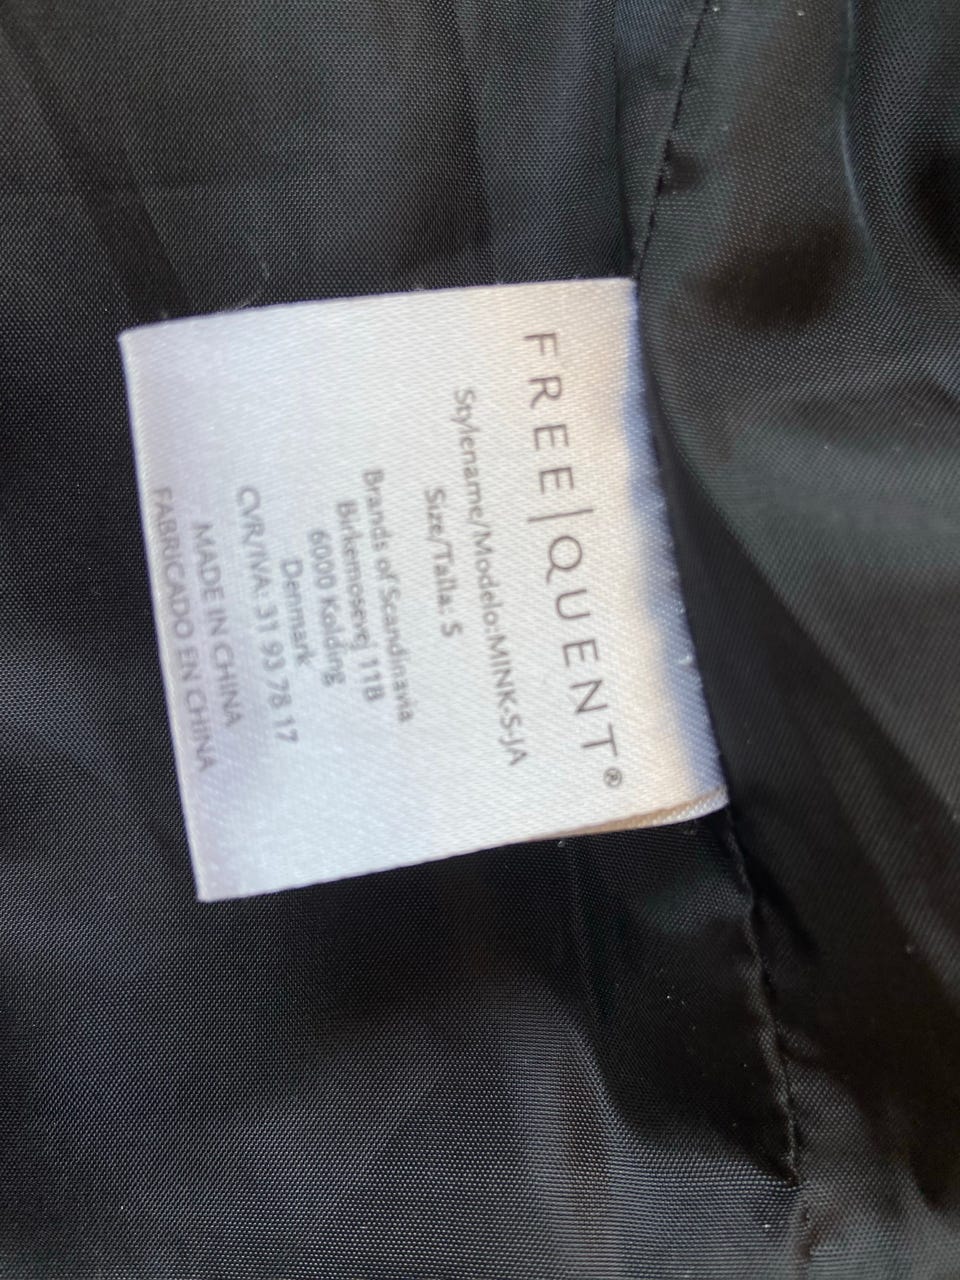 FREE|QUENT®
Stylename/Modelo:MINK-S-JA
Size/Talla: S
Brands of Scandinavia
Birkemosevej 11B
6000 Kolding
Denmark
CVR/IVA: 31 93 78 17
MADE IN CHINA
FABRICADO EN CHINA